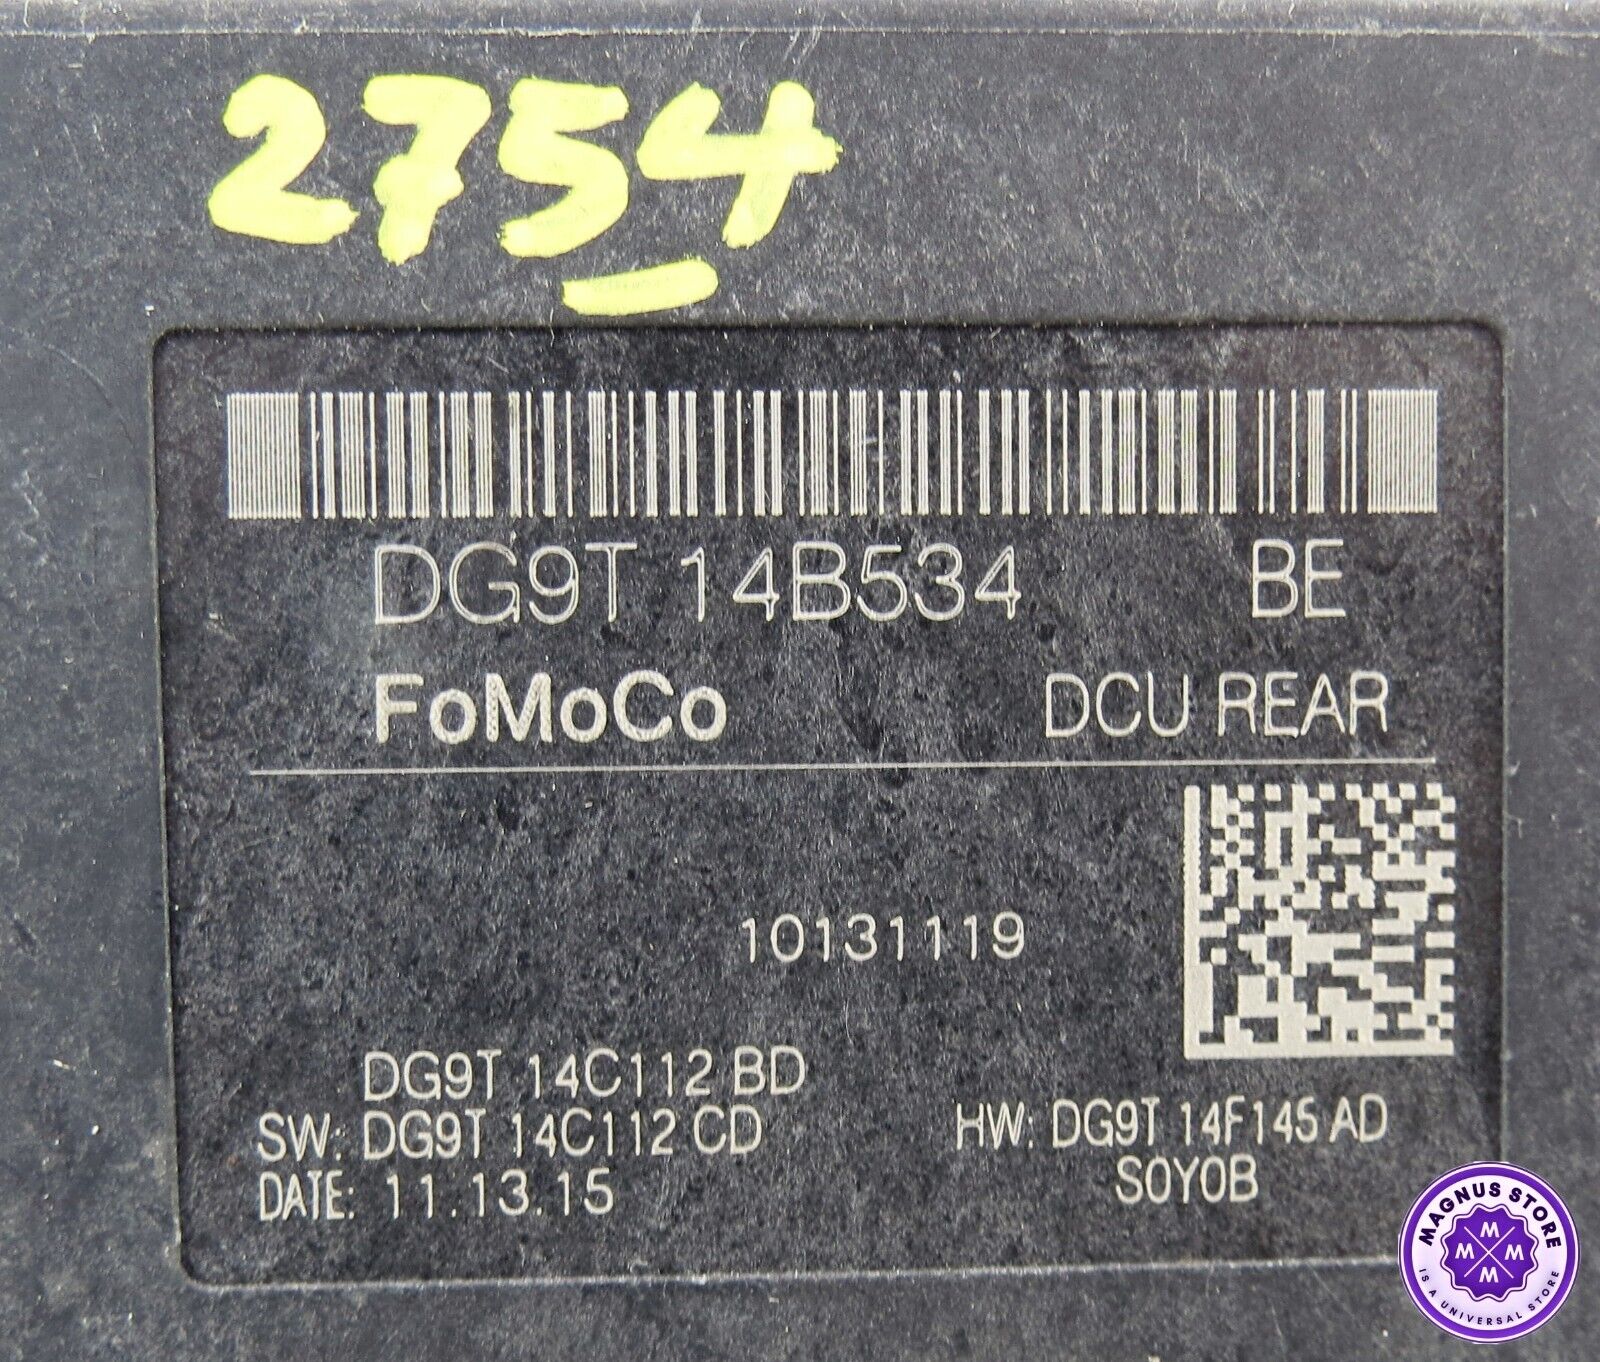 2754
DG9T 14B534 BE
FoMoCo DCU REAR
10131119
DG9T 14C112 BD
SW: DG9T 14C112 CD
HW: DG9T 14F145 AD
DATE: 11.13.15
S0Y0B
MAGNUS STORE
M
M M
M
IS A UNIVERSAL STORE